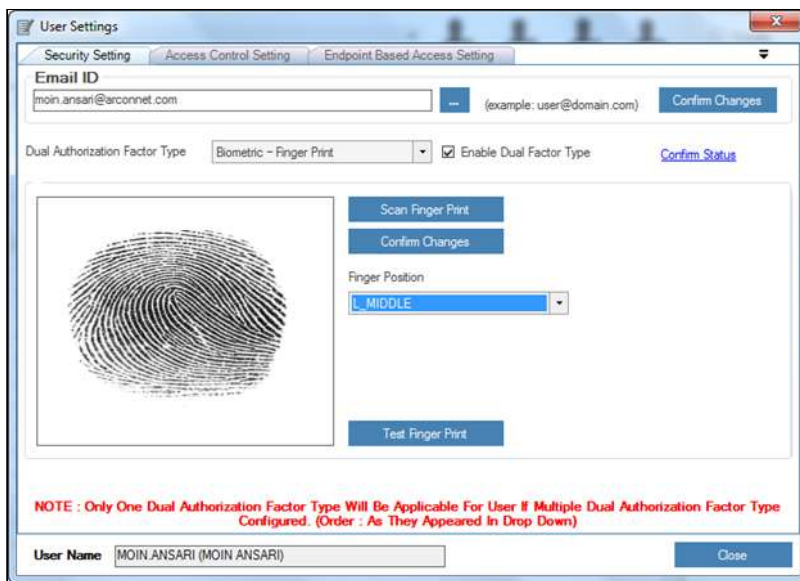 User Settings
Security Setting Access Control Setting Endpoint Based Access Setting
Email ID
moin.ansari@arconnet.com ... (example: user@domain.com) Confirm Changes
Dual Authorization Factor Type Biometric - Finger Print Enable Dual Factor Type Confirm Status
Scan Finger Print
Confirm Changes
Finger Position
L_MIDDLE
Test Finger Print
NOTE : Only One Dual Authorization Factor Type Will Be Applicable For User If Multiple Dual Authorization Factor Type
Configured. (Order : As They Appeared In Drop Down)
User Name MOIN.ANSARI (MOIN ANSARI) Close